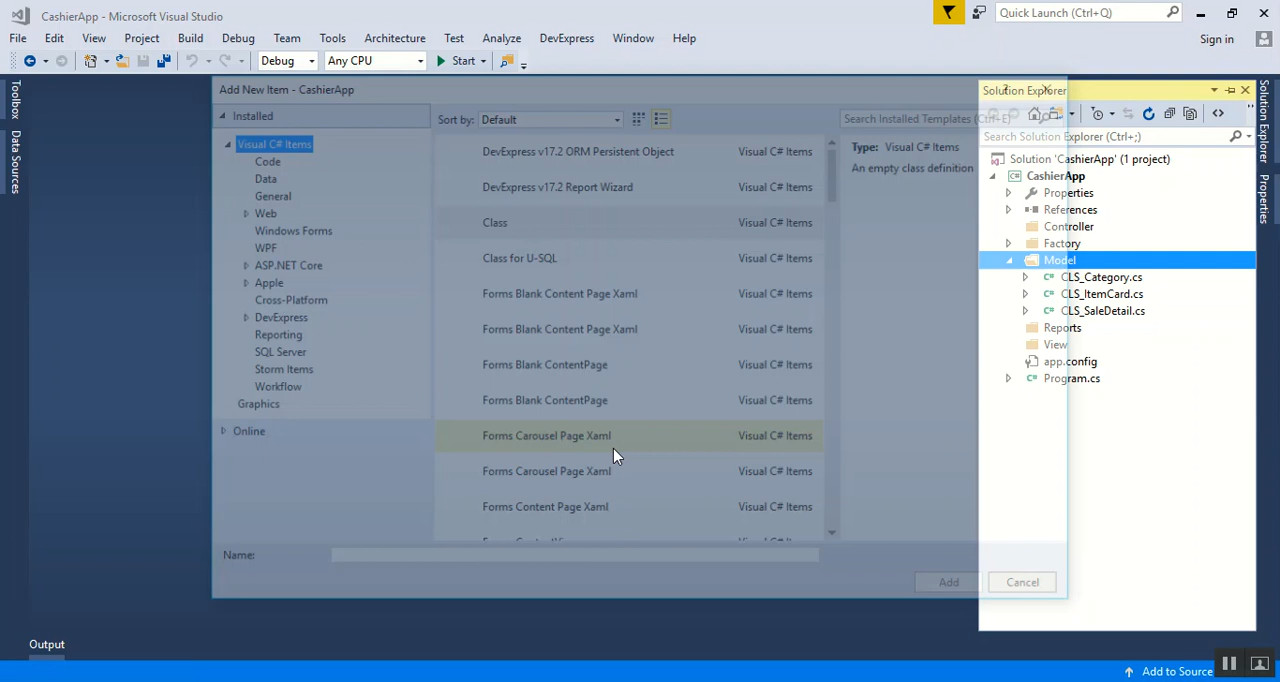 CashierApp - Microsoft Visual Studio
Quick Launch (Ctrl+Q)
File Edit View Project Build Debug Team Tools Architecture Test Analyze DevExpress Window Help
Sign in
Debug Any CPU Start
Toolbox
Data Sources
Add New Item - CashierApp
Installed
Sort by: Default
Search Installed Templates (Ctrl+E)
Visual C# Items
Code
Data
General
Web
Windows Forms
WPF
ASP.NET Core
Apple
Cross-Platform
DevExpress
Reporting
SQL Server
Storm Items
Workflow
Graphics
Online
DevExpress v17.2 ORM Persistent Object Visual C# Items
DevExpress v17.2 Report Wizard Visual C# Items
Class Visual C# Items
Class for U-SQL Visual C# Items
Forms Blank Content Page Xaml Visual C# Items
Forms Blank Content Page Xaml Visual C# Items
Forms Blank ContentPage Visual C# Items
Forms Blank ContentPage Visual C# Items
Forms Carousel Page Xaml Visual C# Items
Forms Carousel Page Xaml Visual C# Items
Forms Content Page Xaml Visual C# Items
Type: Visual C# Items
An empty class definition
Name:
Add Cancel
Solution Explorer
Search Solution Explorer (Ctrl+;)
Solution 'CashierApp' (1 project)
CashierApp
Properties
References
Controller
Factory
Model
CLS_Category.cs
CLS_ItemCard.cs
CLS_SaleDetail.cs
Reports
View
app.config
Program.cs
Solution Explorer
Properties
Output
Add to Source